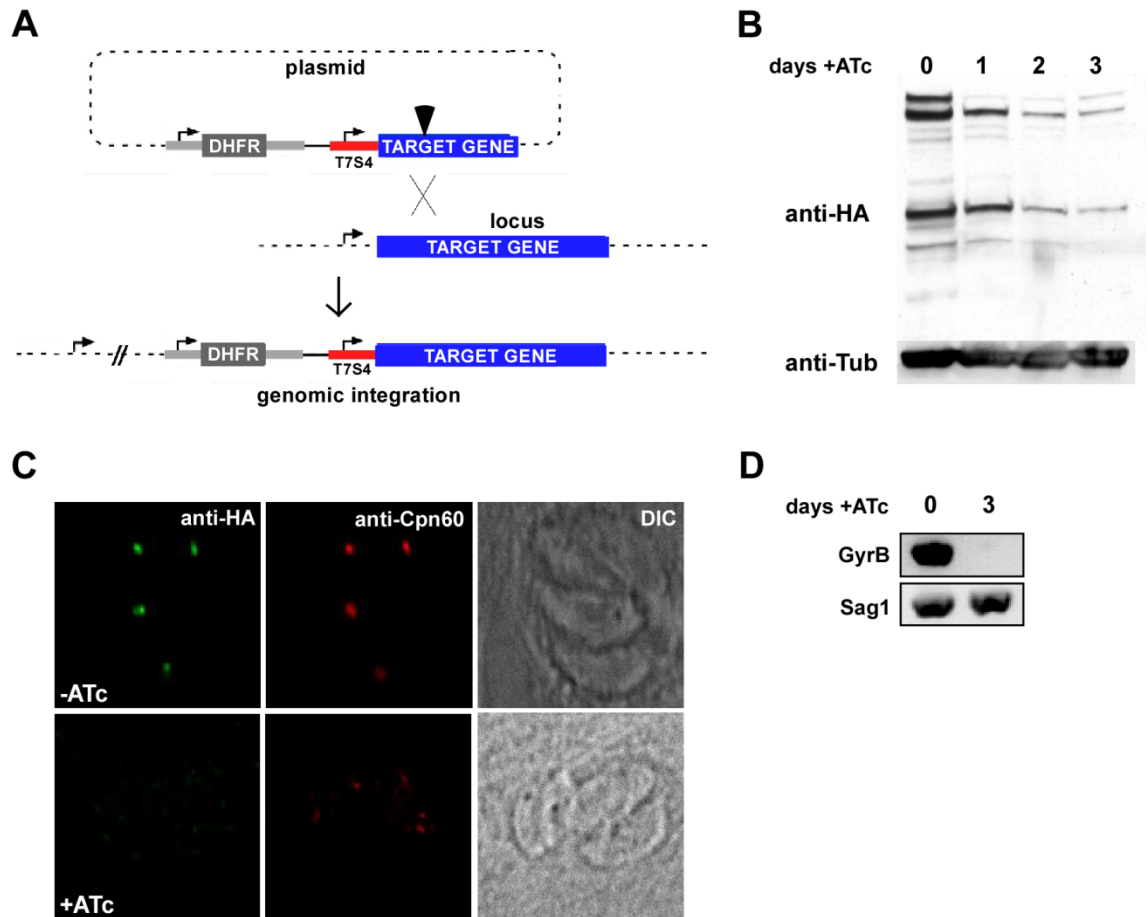 A
plasmid
DHFR
T7S4
TARGET GENE
locus
TARGET GENE
//
DHFR
T7S4
TARGET GENE
genomic integration
B
days +ATc 0 1 2 3
anti-HA
anti-Tub
C
anti-HA anti-Cpn60 DIC
-ATc
+ATc
D
days +ATc 0 3
GyrB
Sag1